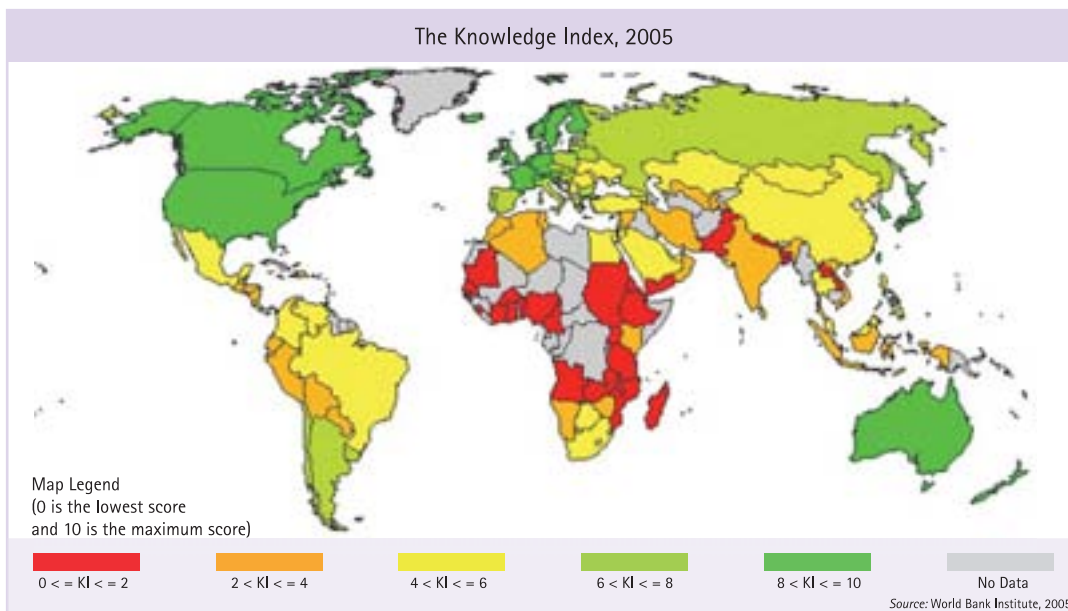 The Knowledge Index, 2005
Map Legend
(0 is the lowest score
and 10 is the maximum score)
0 < = KI < = 2
2 < KI < = 4
4 < KI < = 6
6 < KI < = 8
8 < KI < = 10
No Data
Source: World Bank Institute, 2005